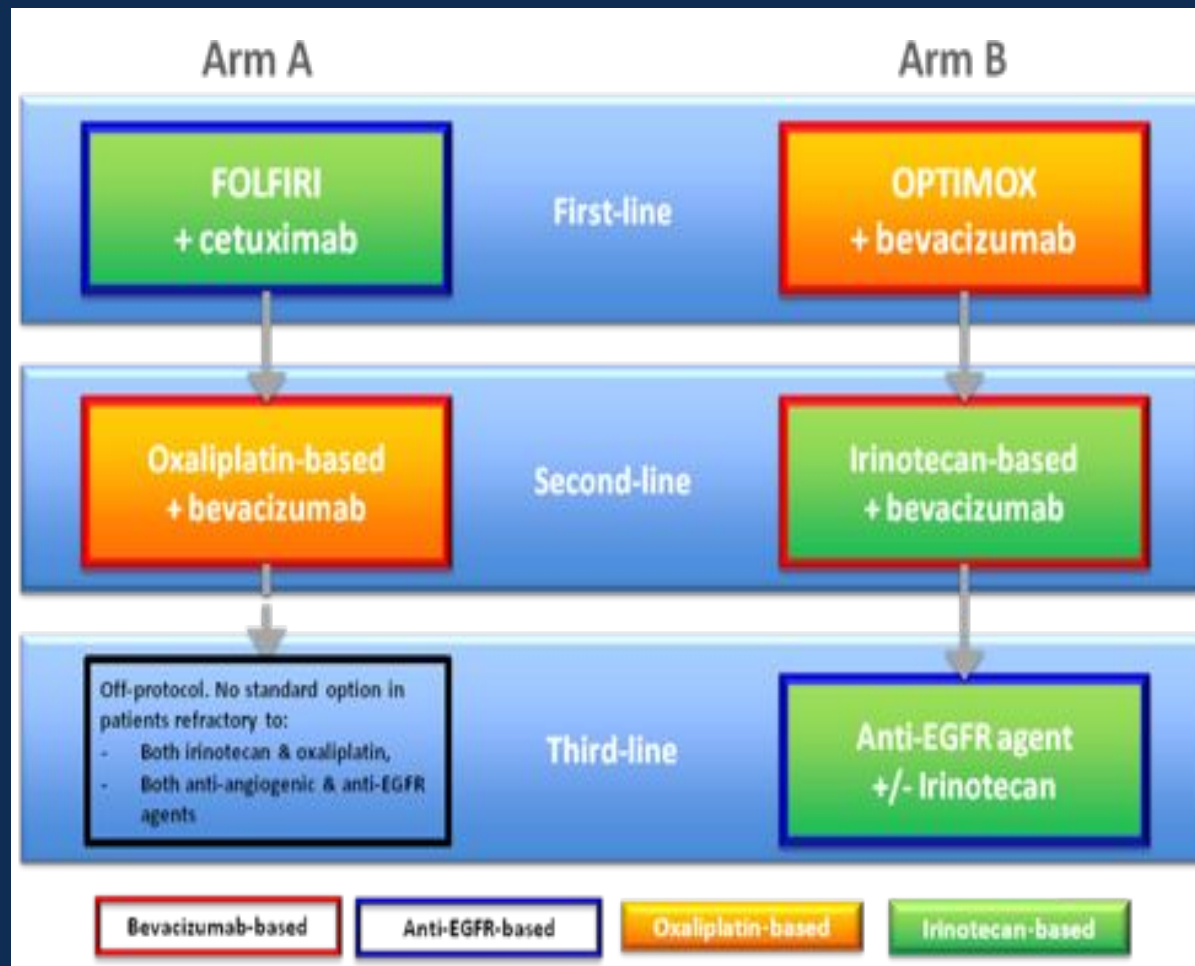 Arm A
Arm B
FOLFIRI
+ cetuximab
First-line
OPTIMOX
+ bevacizumab
Oxaliplatin-based
+ bevacizumab
Second-line
Irinotecan-based
+ bevacizumab
Off-protocol. No standard option in
patients refractory to:
- Both irinotecan & oxaliplatin,
- Both anti-angiogenic & anti-EGFR
agents
Third-line
Anti-EGFR agent
+/- Irinotecan
Bevacizumab-based
Anti-EGFR-based
Oxaliplatin-based
Irinotecan-based